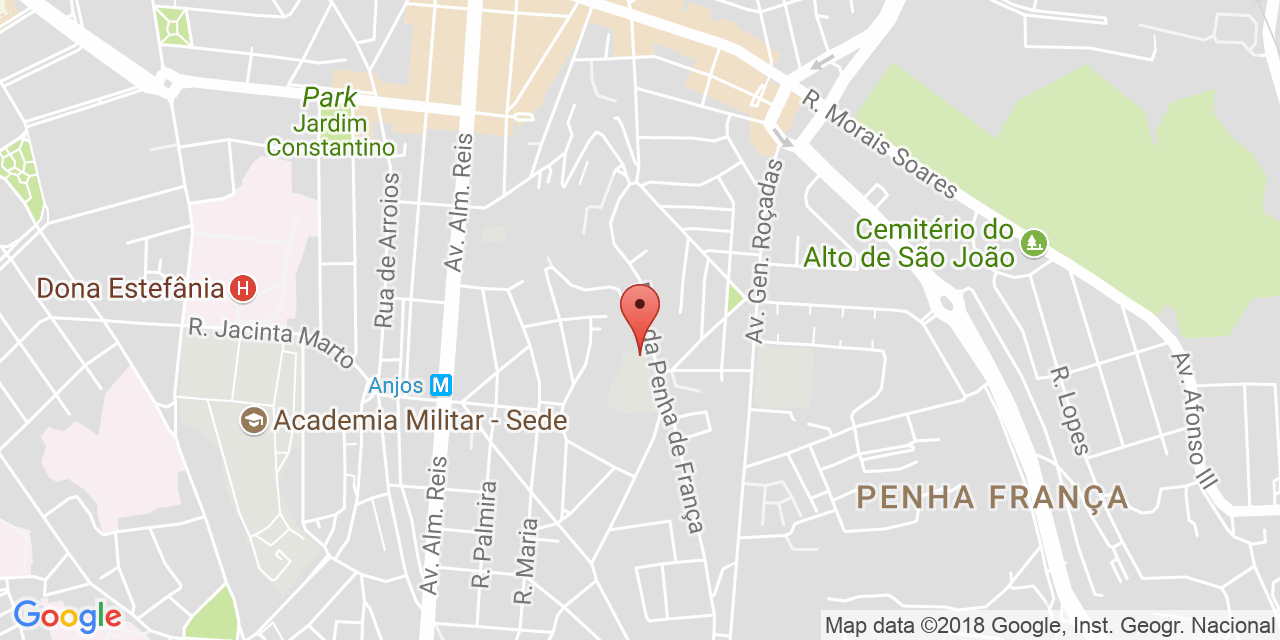 Park
Jardim
Constantino
R. Morais Soares
Av. Alm. Reis
Rua de Arroios
Av. Gen. Roçadas
Cemitério do
Alto de São João
Dona Estefânia
H
R. Jacinta Marto
da Penha de França
Anjos M
Academia Militar - Sede
R. Lopes
Av. Afonso III
Av. Alm. Reis
R. Palmira
R. Maria
PENHA FRANÇA
Google
Map data ©2018 Google, Inst. Geogr. Nacional